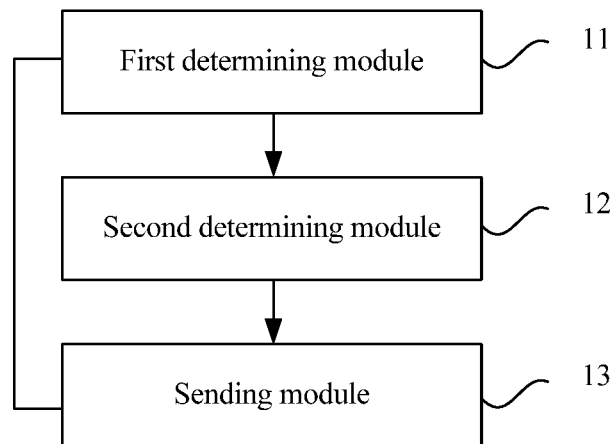 First determining module
11
Second determining module
12
Sending module
13